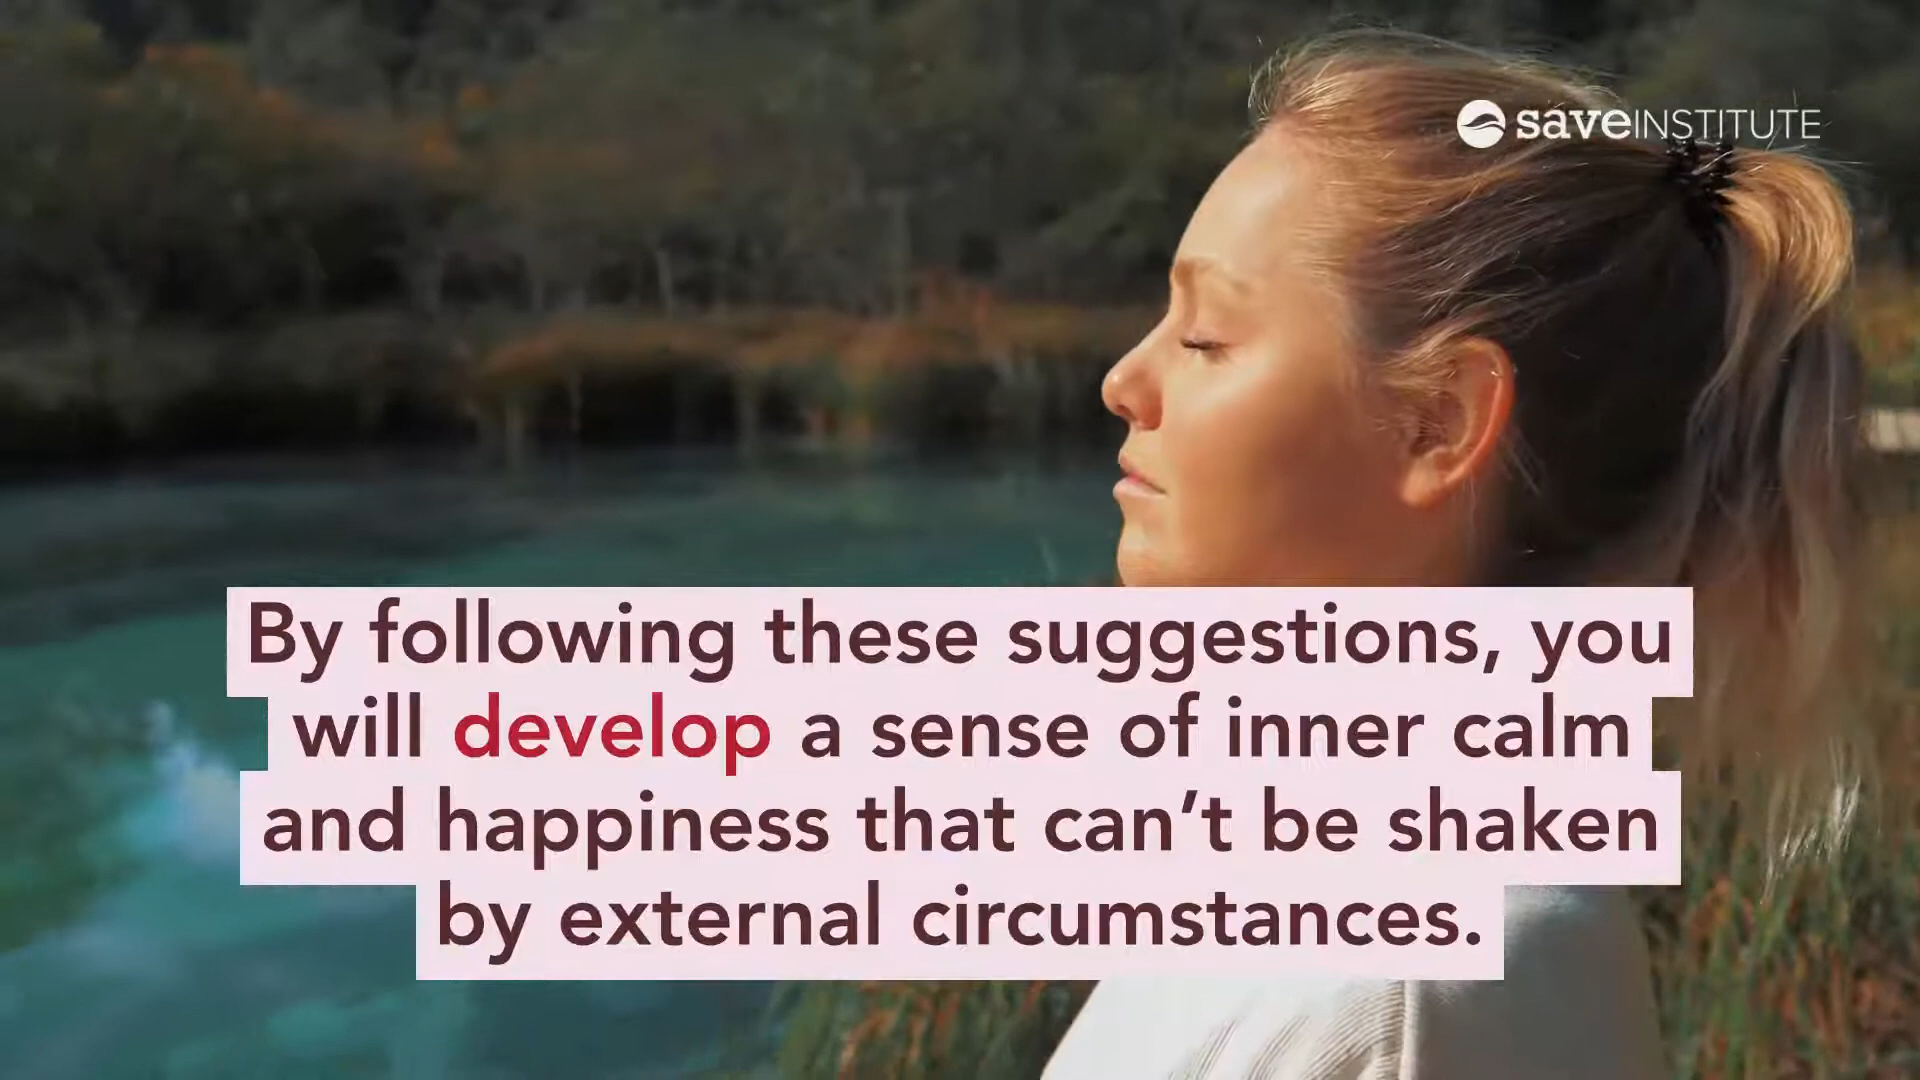 saveINSTITUTE
By following these suggestions, you
will develop a sense of inner calm
and happiness that can’t be shaken
by external circumstances.